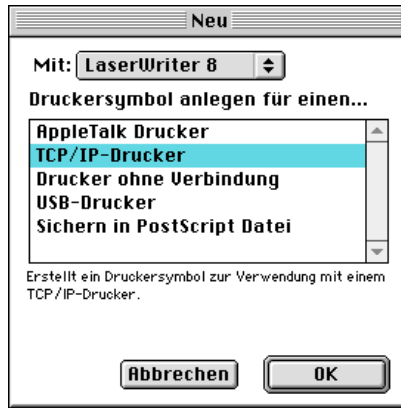 Neu
Mit: LaserWriter 8
Druckersymbol anlegen für einen...
AppleTalk Drucker
TCP/IP-Drucker
Drucker ohne Verbindung
USB-Drucker
Sichern in PostScript Datei
Erstellt ein Druckersymbol zur Verwendung mit einem
TCP/IP-Drucker.
Abbrechen OK